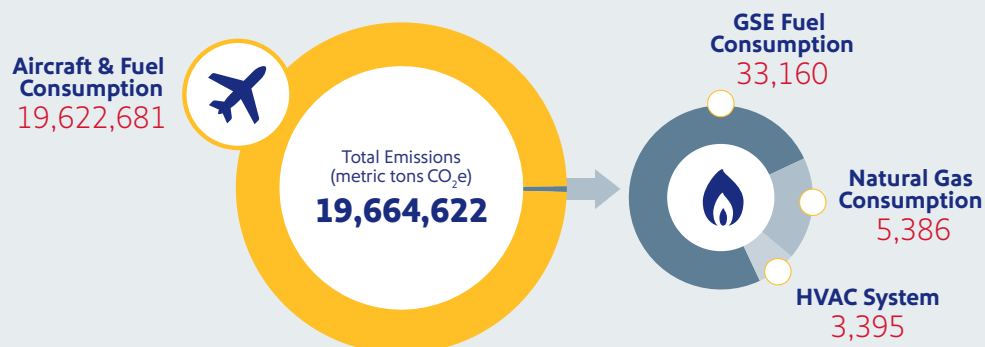 Aircraft & Fuel
Consumption
19,622,681
Total Emissions
(metric tons CO₂e)
19,664,622
GSE Fuel
Consumption
33,160
Natural Gas
Consumption
5,386
HVAC System
3,395